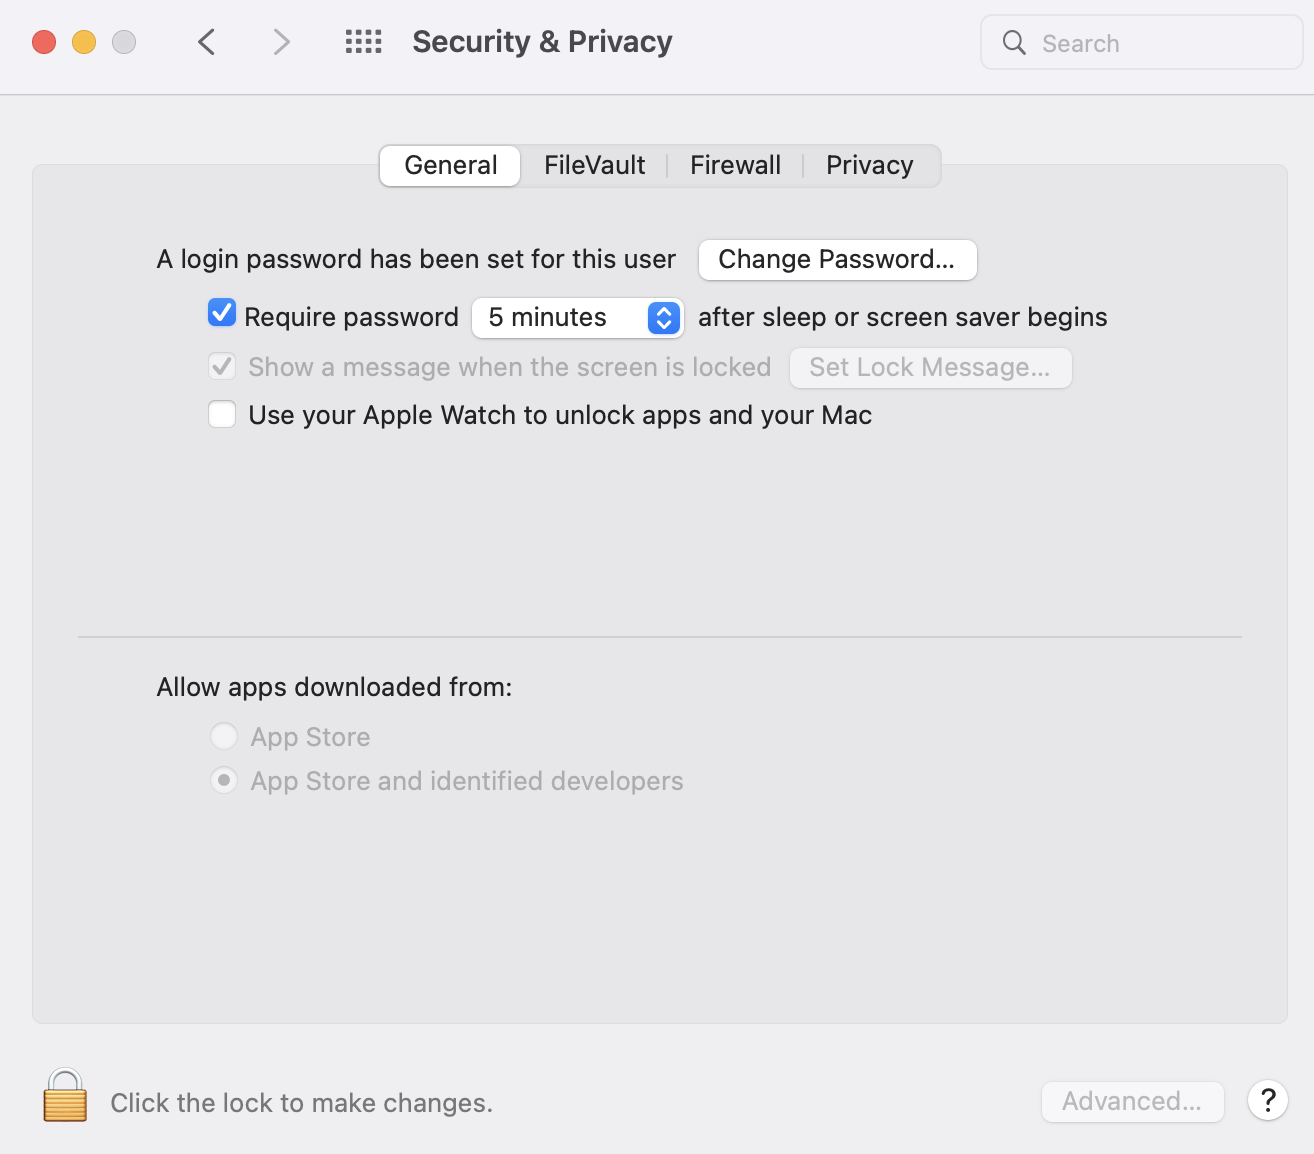 Security & Privacy
Search
General FileVault Firewall Privacy
A login password has been set for this user Change Password...
Require password 5 minutes after sleep or screen saver begins
Show a message when the screen is locked Set Lock Message...
Use your Apple Watch to unlock apps and your Mac
Allow apps downloaded from:
App Store
App Store and identified developers
Click the lock to make changes.
Advanced... ?